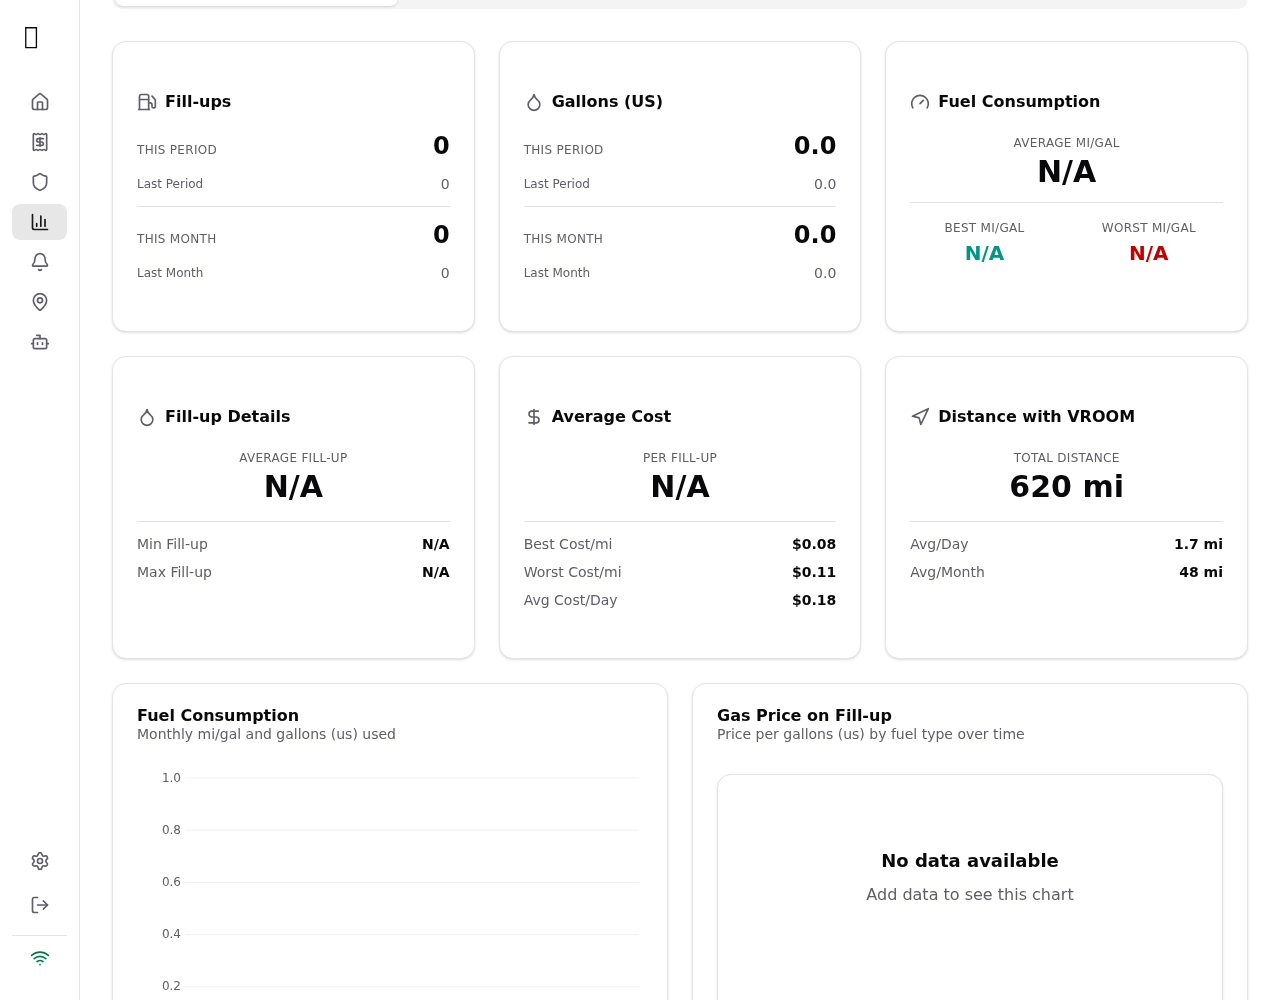 Fill-ups
THIS PERIOD 0
Last Period 0
THIS MONTH 0
Last Month 0
Gallons (US)
THIS PERIOD 0.0
Last Period 0.0
THIS MONTH 0.0
Last Month 0.0
Fuel Consumption
AVERAGE MI/GAL
N/A
BEST MI/GAL WORST MI/GAL
N/A N/A
Fill-up Details
AVERAGE FILL-UP
N/A
Min Fill-up N/A
Max Fill-up N/A
Average Cost
PER FILL-UP
N/A
Best Cost/mi $0.08
Worst Cost/mi $0.11
Avg Cost/Day $0.18
Distance with VROOM
TOTAL DISTANCE
620 mi
Avg/Day 1.7 mi
Avg/Month 48 mi
Fuel Consumption
Monthly mi/gal and gallons (us) used
1.0
0.8
0.6
0.4
0.2
Gas Price on Fill-up
Price per gallons (us) by fuel type over time
No data available
Add data to see this chart